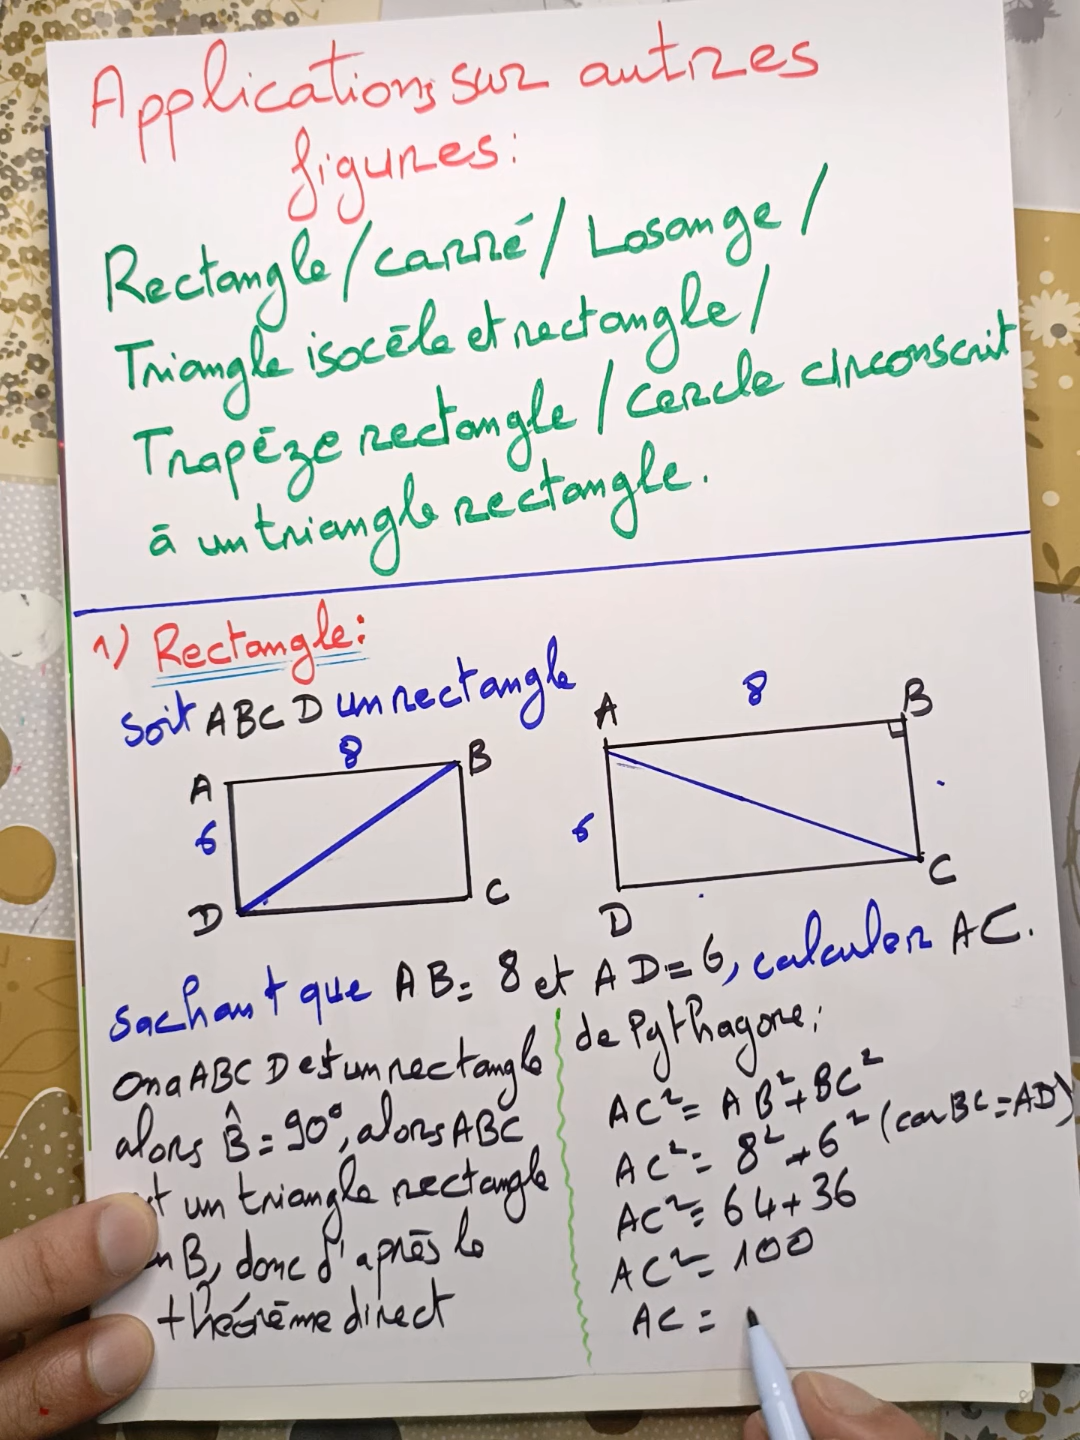 Applications sur autres
figures:
Rectangle/carré/Losange/
Triangle isocèle et rectangle/
Trapèze rectangle/cercle circonscrit
à un triangle rectangle.
1) Rectangle:
Soit ABCD un rectangle
8
A
B
6
D
C
8
A
B
6
D
C
Sachant que AB=8 et AD=6, calculer AC.
On a ABCD est un rectangle
alors B̂=90°, alors ABC
un triangle rectangle
B, donc d'après le
théorème direct
de Pythagore:
AC²=AB²+BC²
AC²=8²+6² (car BC=AD)
AC²=64+36
AC²=100
AC=